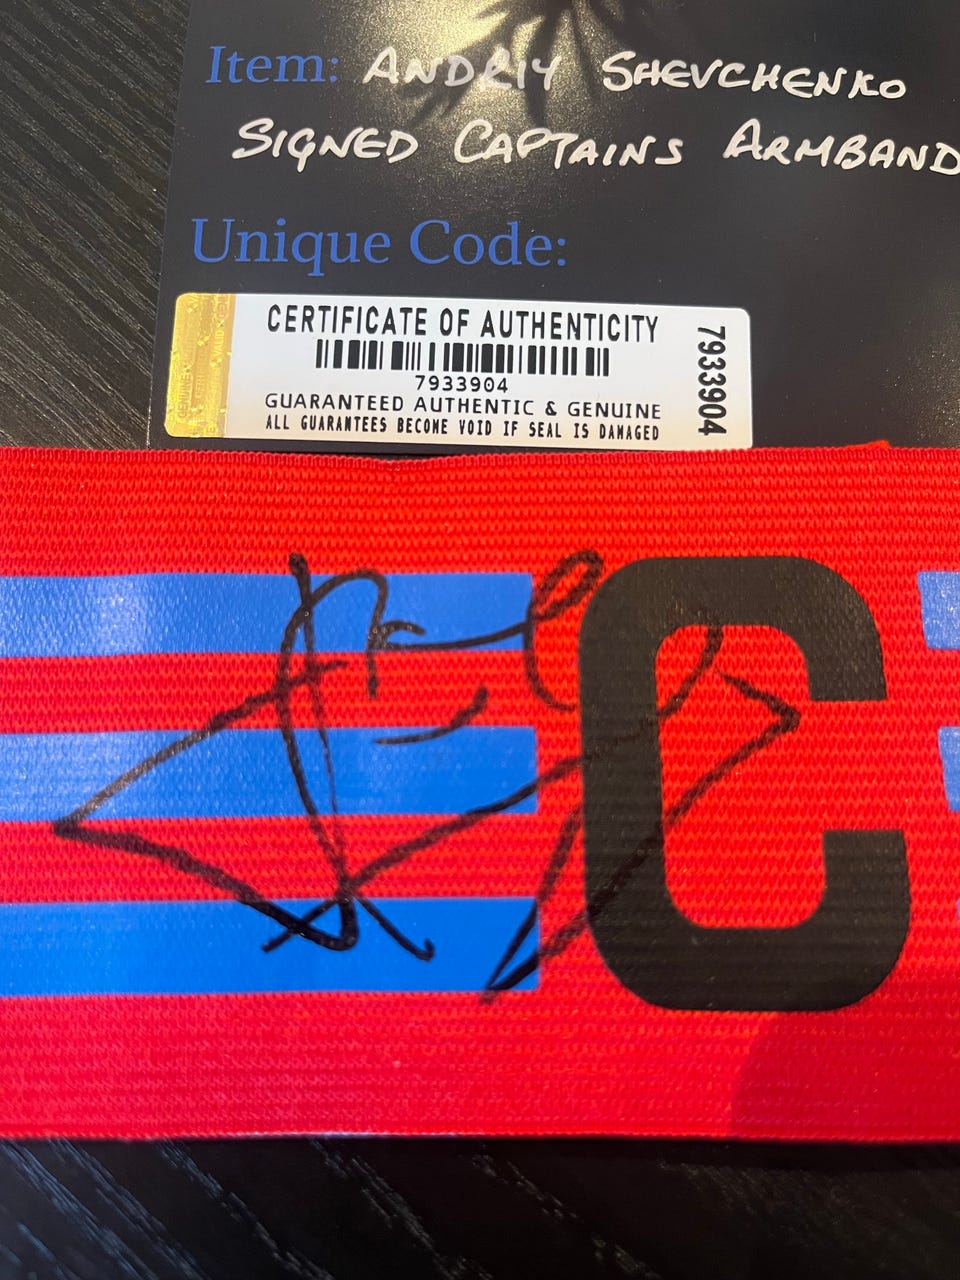 Item: ANDRIY SHEVCHENKO
SIGNED CAPTAINS ARMBAND
Unique Code:
CERTIFICATE OF AUTHENTICITY
7933904
GUARANTEED AUTHENTIC & GENUINE
ALL GUARANTEES BECOME VOID IF SEAL IS DAMAGED
7933904
C